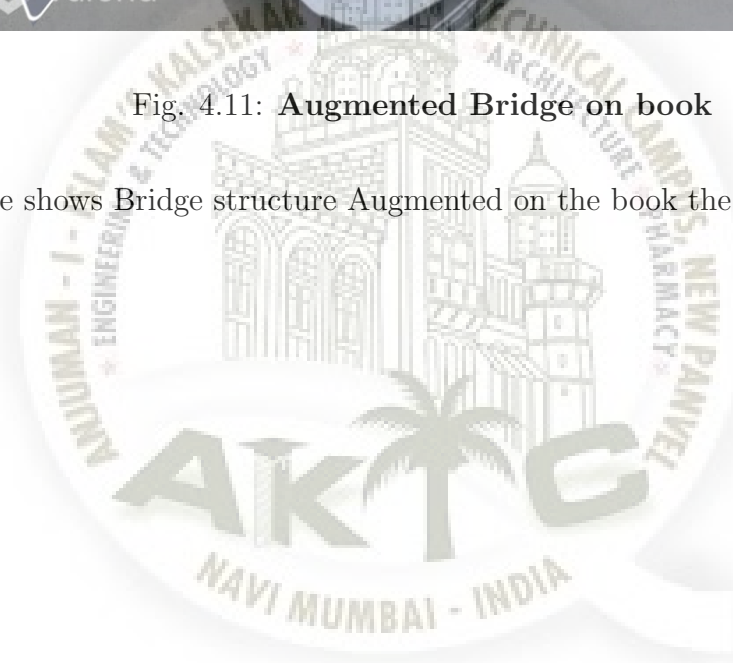 Fig. 4.11: Augmented Bridge on book
e shows Bridge structure Augmented on the book the
ANJUMAN - I - ISLAM'S KALSEKAR TECHNICAL CAMPUS, NEW PANVEL
ENGINEERING & TECHNOLOGY * ARCHITECTURE * PHARMACY *
AKTC
NAVI MUMBAI - INDIA